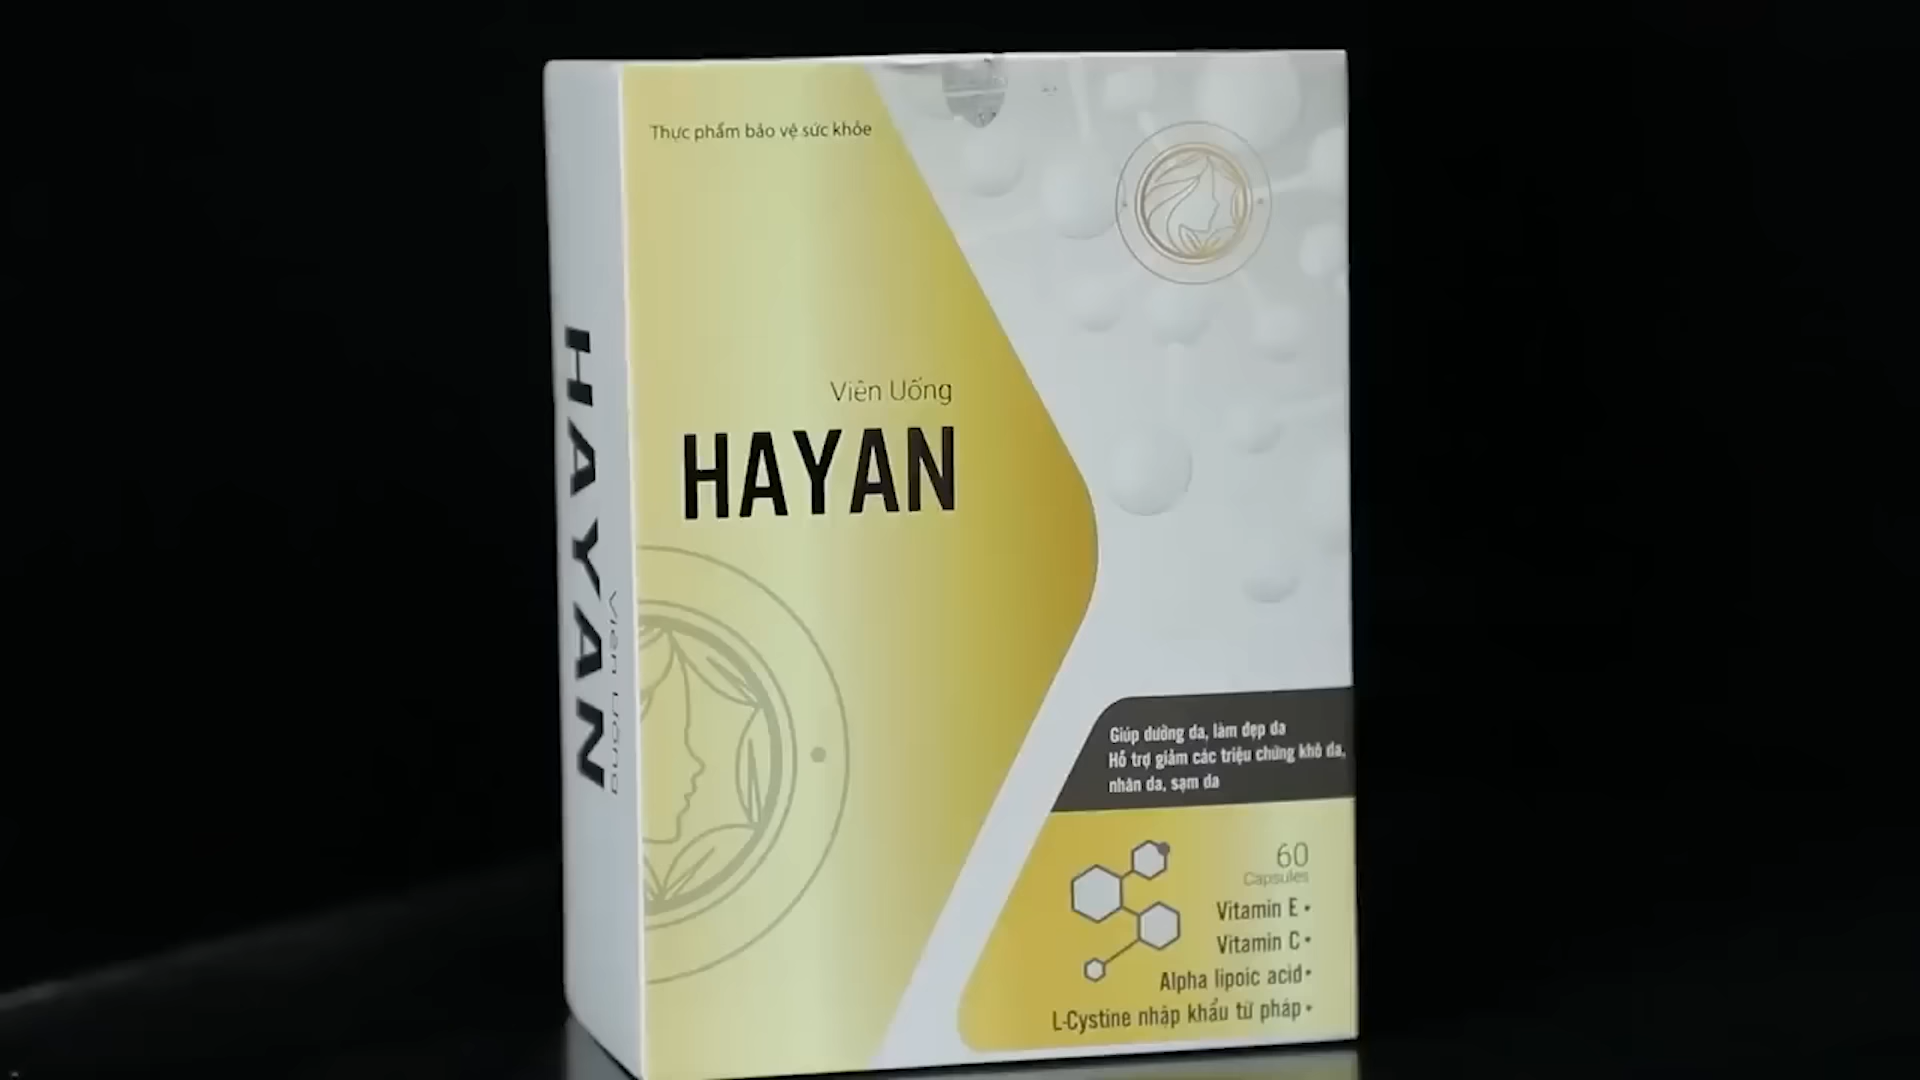 Thực phẩm bảo vệ sức khỏe
Viên Uống
HAYAN
HAYAN
Viên Uống
Giúp dưỡng da, làm đẹp da
Hỗ trợ giảm các triệu chứng khô da,
nhăn da, sạm da
60
Capsules
Vitamin E •
Vitamin C •
Alpha lipoic acid •
L-Cystine nhập khẩu từ pháp •